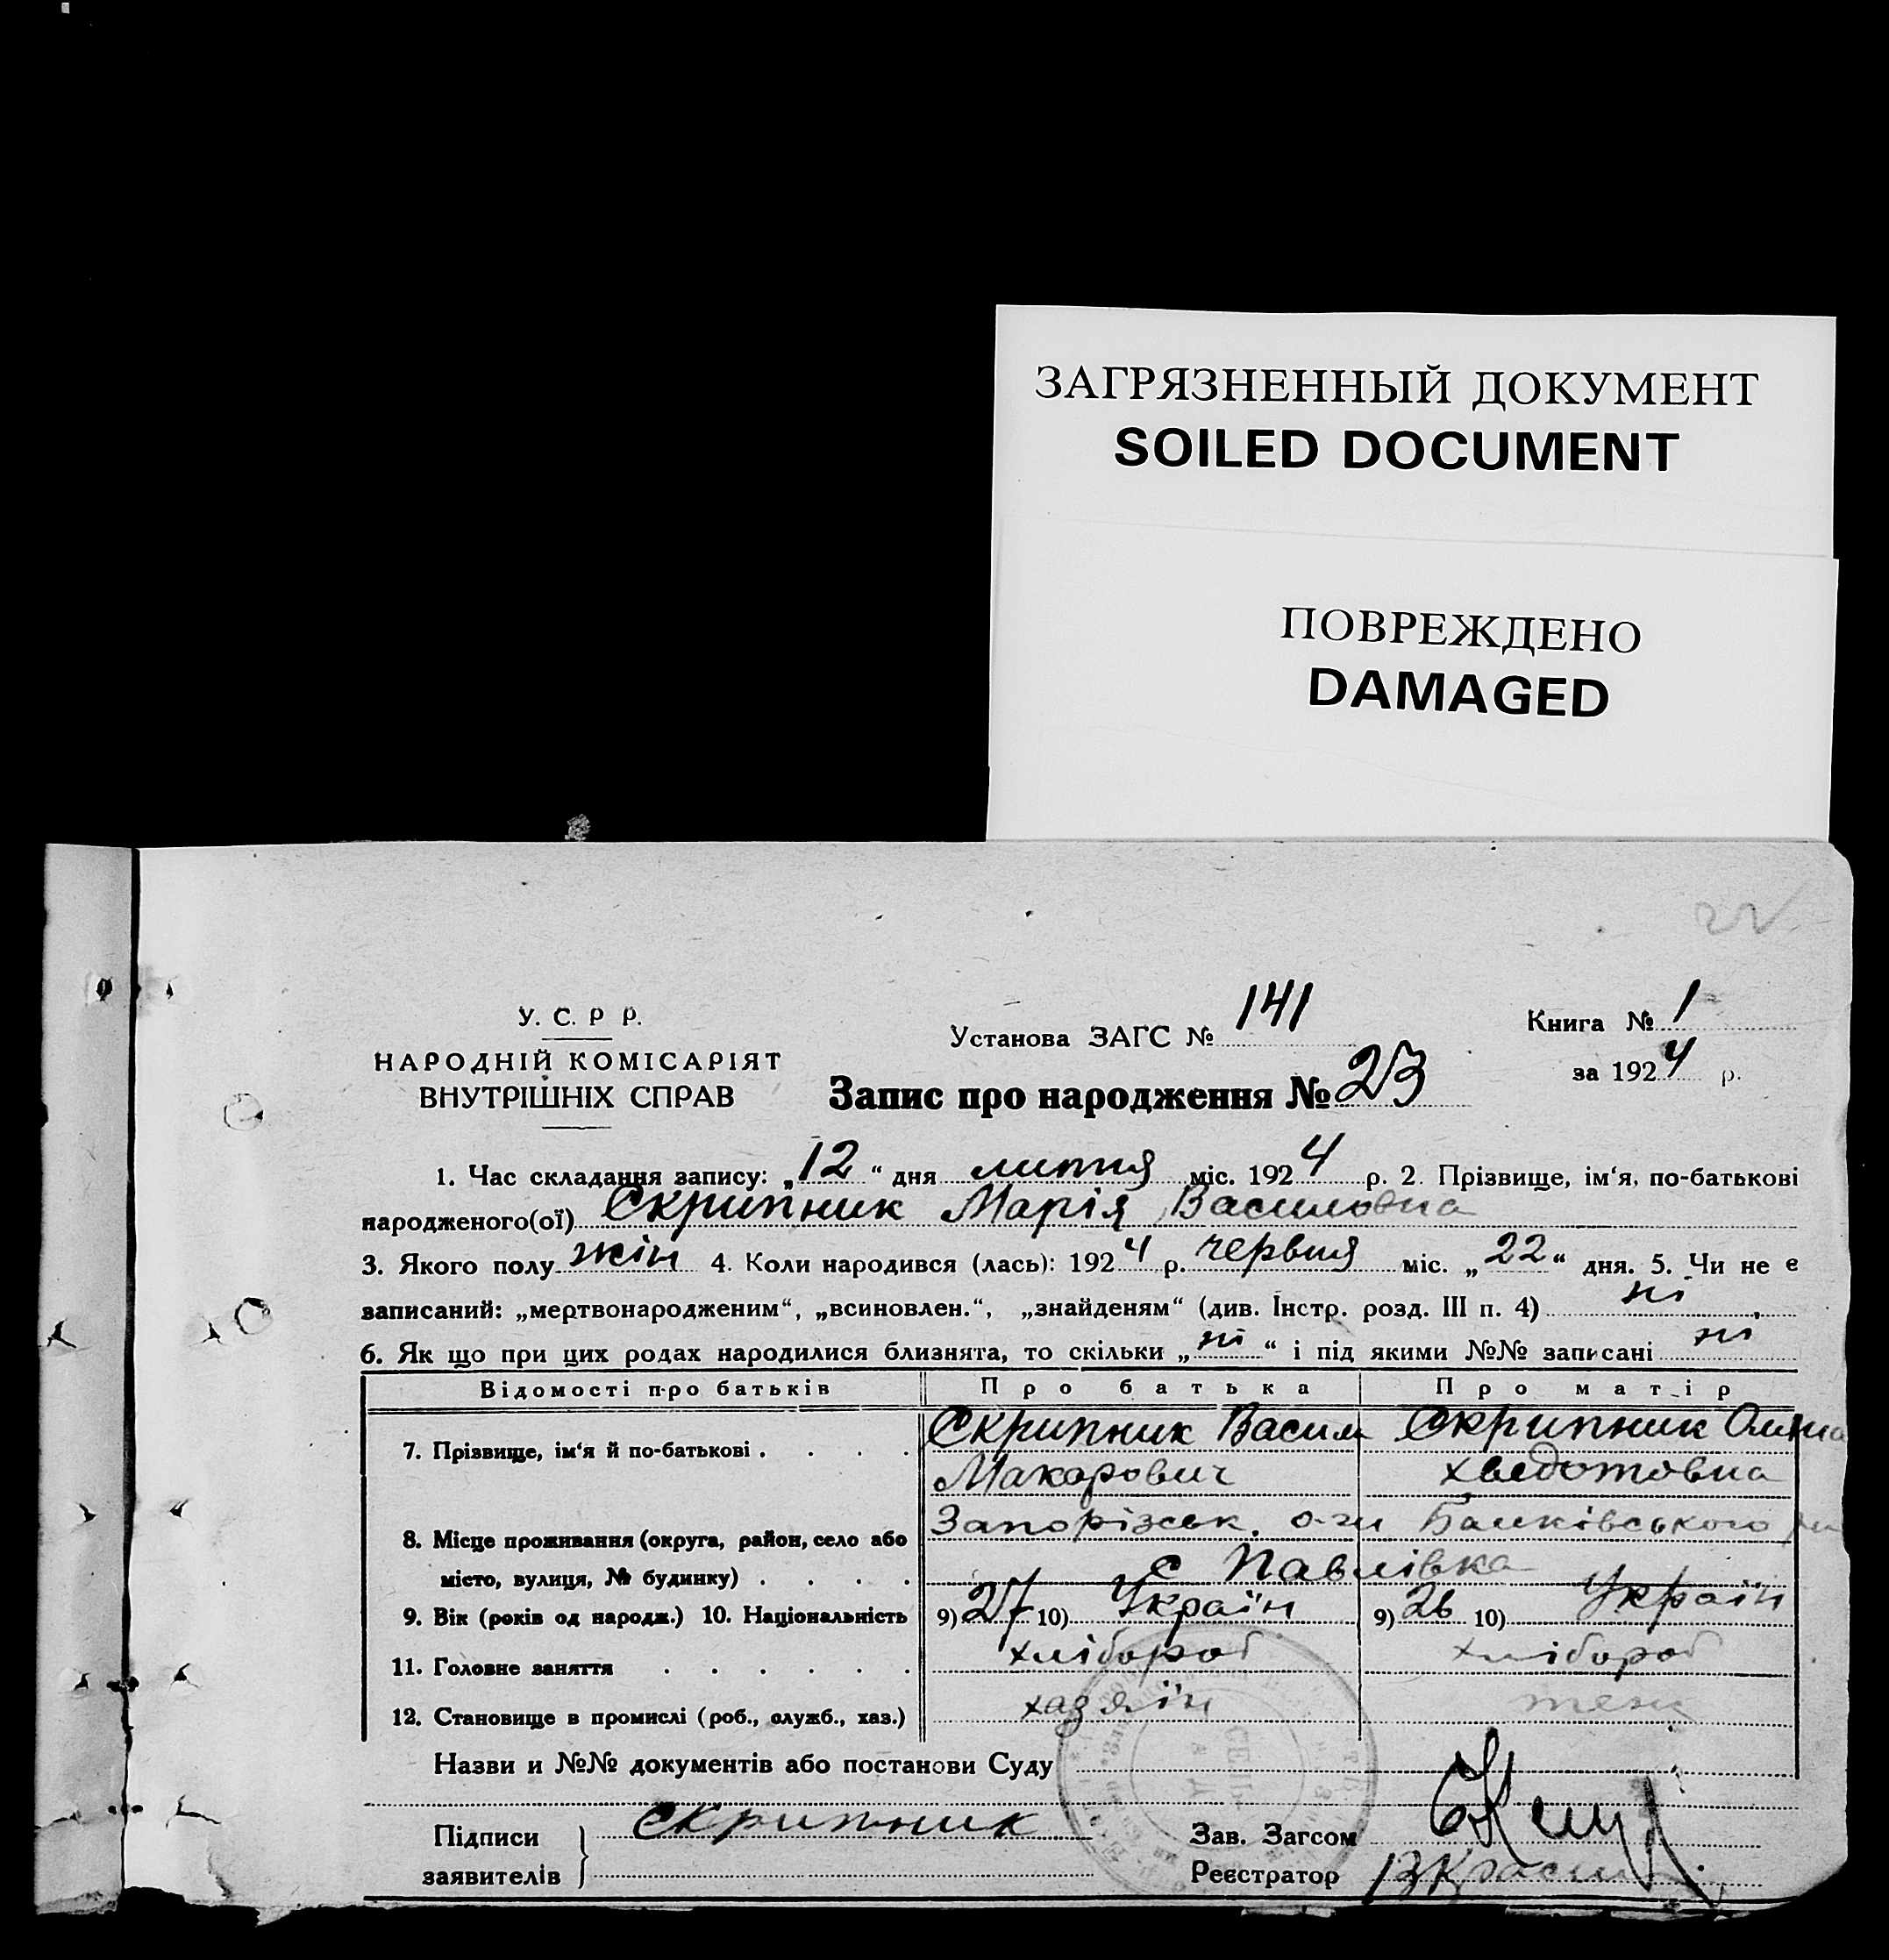 ЗАГРЯЗНЕННЫЙ ДОКУМЕНТ
SOILED DOCUMENT
ПОВРЕЖДЕНО
DAMAGED
У. С. Р Р.
НАРОДНІЙ КОМІСАРІЯТ
ВНУТРІШНІХ СПРАВ
Установа ЗАГС № 141
Запис про народження № 23
Книга № 1
за 1924 р.
1. Час складання запису: „12“ дня липня міс. 1924 р. 2. Прізвище, ім‘я, по-батькові
народженого(ої) Скрипник Марія Василовна
3. Якого полу жін 4. Коли народився (лась): 1924 р. червня міс. „22“ дня. 5. Чи не є
записаний: „мертвонародженим“, „всиновлен.“, „знайденям“ (див. Інстр. розд. III п. 4) ні
6. Як що при цих родах народилися близнята, то скільки „ні“ і під якими №№ записані ні
Відомості про батьків Про батька Про матір
7. Прізвище, ім‘я й по-батькові . . . . Скрипник Васил Скрипник
Макарович Хведотовна
8. Місце проживання (округа, район, село або Запорізськ. о-ги
місто, вулиця, № будинку) . . . . с Павлівка
9. Вік (років од народж.) 10. Національність 9) 27 10) Україн 9) 26 10) Україн
11. Головне заняття . . . . . . хлібороб хлібороб
12. Становище в промислі (роб., служб., хаз.) хазяїн теж
Назви и №№ документів або постанови Суду
Підписи
заявителів
Скрипник
Зав. Загсом
Реєстратор